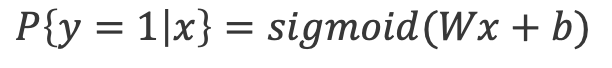 P{y = 1|x} = sigmoid(Wx + b)